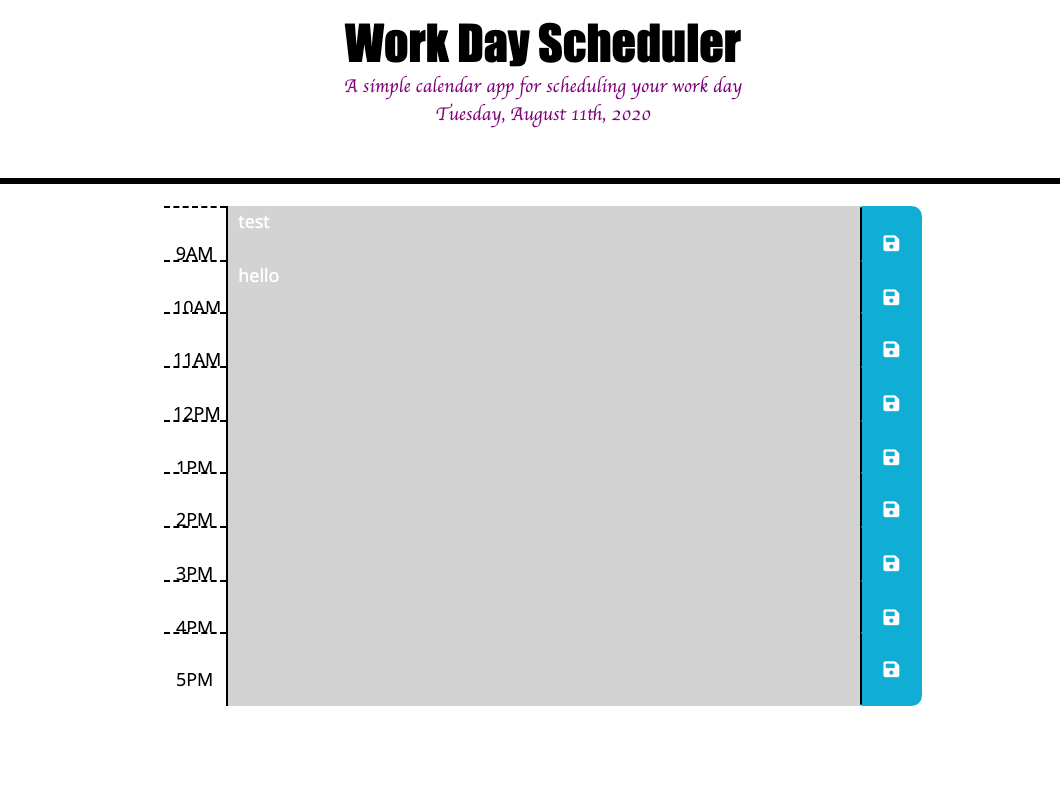 Work Day Scheduler
A simple calendar app for scheduling your work day
Tuesday, August 11th, 2020
test
9AM
hello
10AM
11AM
12PM
1PM
2PM
3PM
4PM
5PM